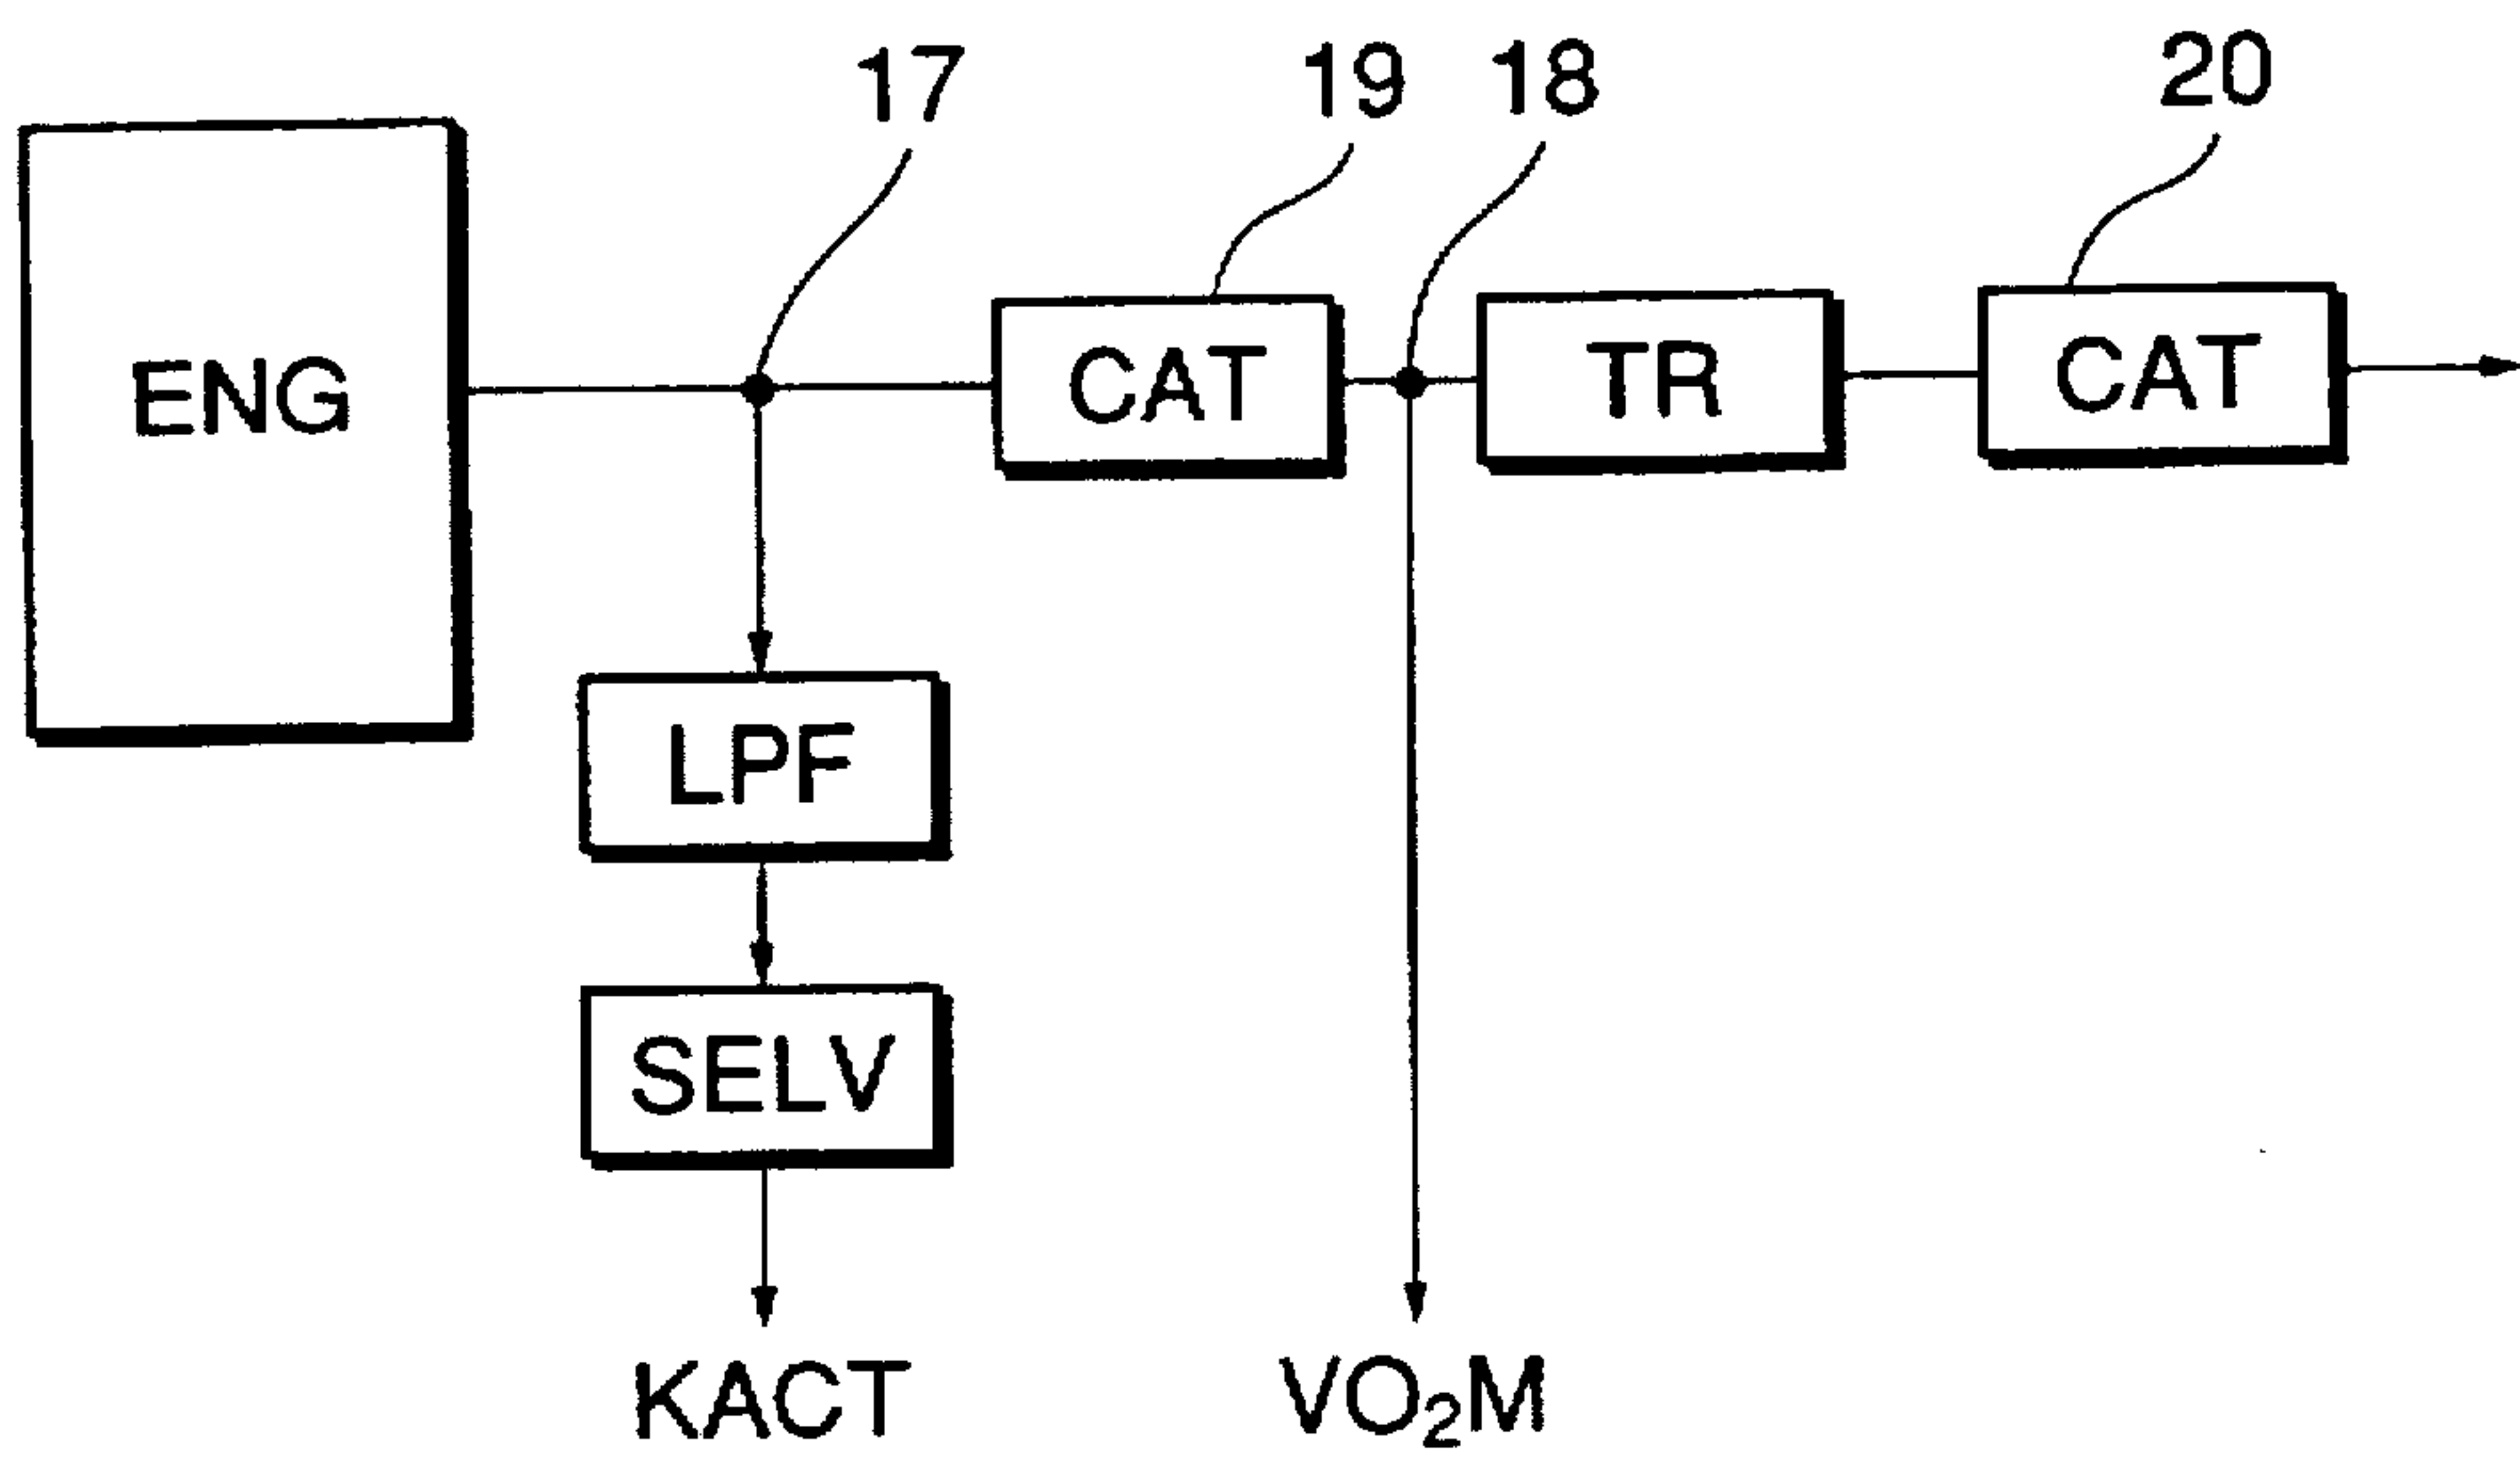 17
19
18
20
ENG
CAT
TR
CAT
LPF
SELV
KACT
VO₂M